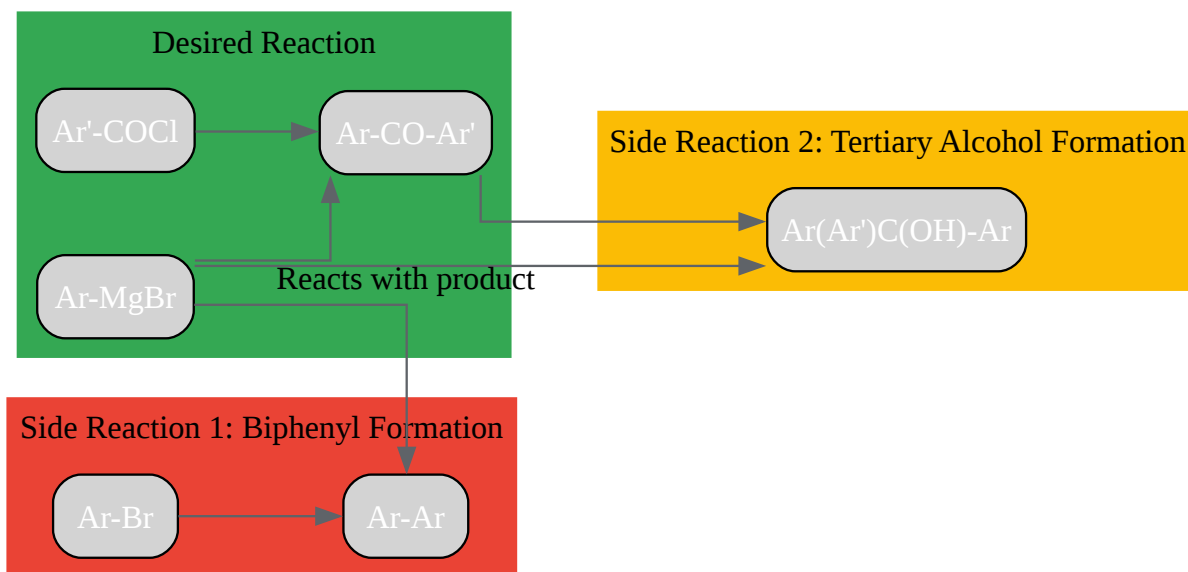 Desired Reaction
Ar'-COCl
Ar-CO-Ar'
Ar-MgBr
Reacts with product
Side Reaction 2: Tertiary Alcohol Formation
Ar(Ar')C(OH)-Ar
Side Reaction 1: Biphenyl Formation
Ar-Br
Ar-Ar